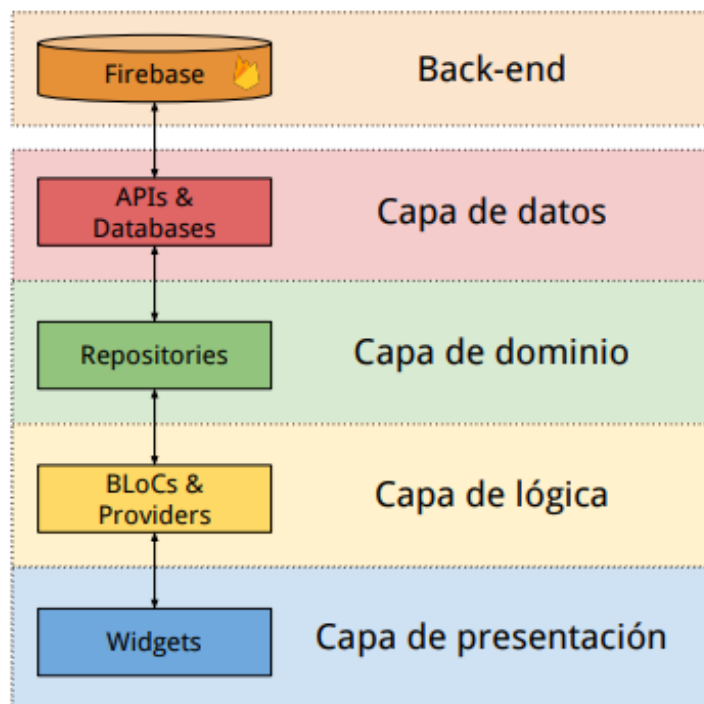 Firebase
Back-end
APIs &
Databases
Capa de datos
Repositories
Capa de dominio
BLoCs &
Providers
Capa de lógica
Widgets
Capa de presentación